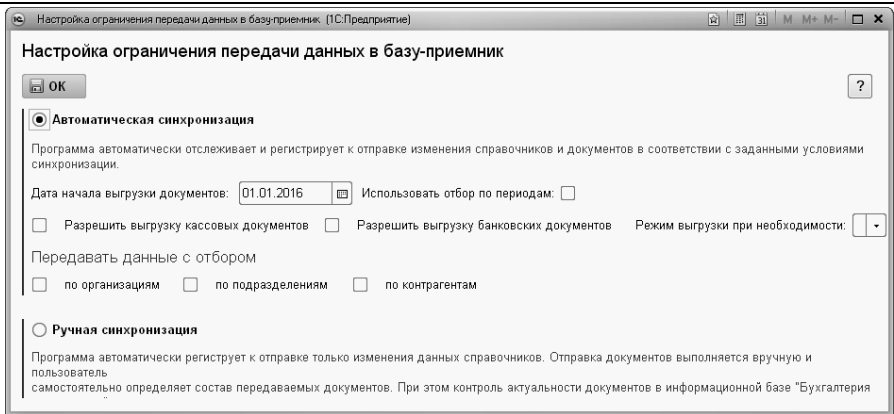 Настройка ограничения передачи данных в базу-приемник (1С:Предприятие)
31 M M+ M-
Настройка ограничения передачи данных в базу-приемник
ОК ?
Автоматическая синхронизация
Программа автоматически отслеживает и регистрирует к отправке изменения справочников и документов в соответствии с заданными условиями
синхронизации.
Дата начала выгрузки документов: 01.01.2016 Использовать отбор по периодам:
Разрешить выгрузку кассовых документов Разрешить выгрузку банковских документов Режим выгрузки при необходимости:
Передавать данные с отбором
по организациям по подразделениям по контрагентам
Ручная синхронизация
Программа автоматически региструет к отправке только изменения данных справочников. Отправка документов выполняется вручную и
пользователь
самостоятельно определяет состав передаваемых документов. При этом контроль актуальности документов в информационной базе "Бухгалтерия